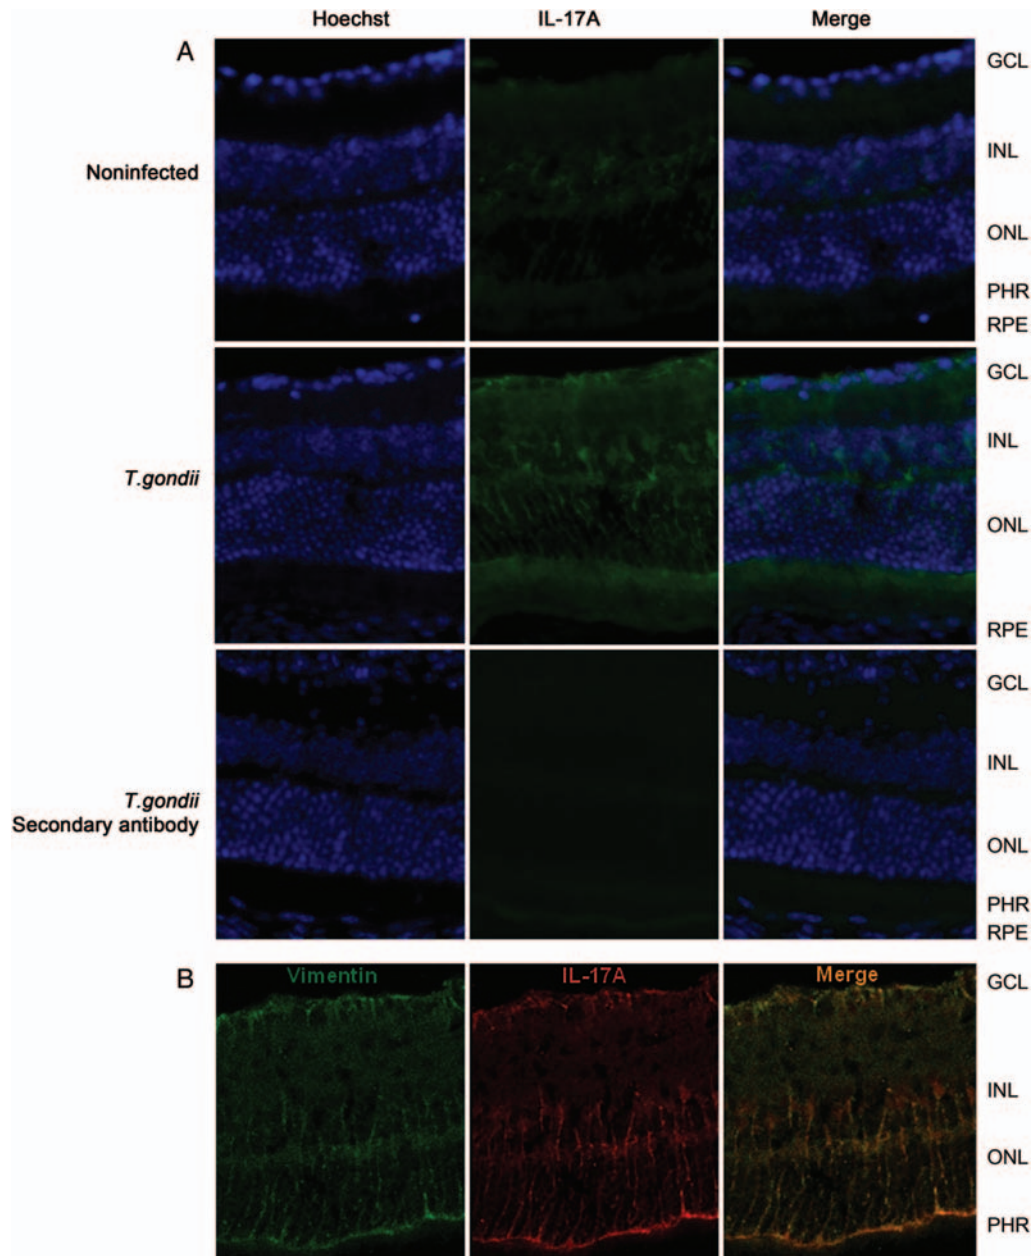 Hoechst IL-17A Merge
A
Noninfected
GCL
INL
ONL
PHR
RPE
T.gondii
GCL
INL
ONL
RPE
T.gondii
Secondary antibody
GCL
INL
ONL
PHR
RPE
B
Vimentin IL-17A Merge
GCL
INL
ONL
PHR